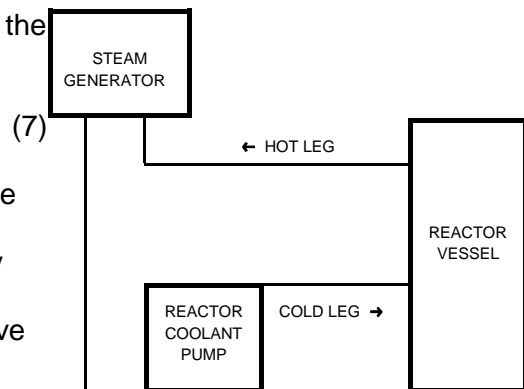 the
STEAM
GENERATOR
(7)
← HOT LEG
e
REACTOR
VESSEL
y
ve
REACTOR
COOLANT
PUMP
COLD LEG →